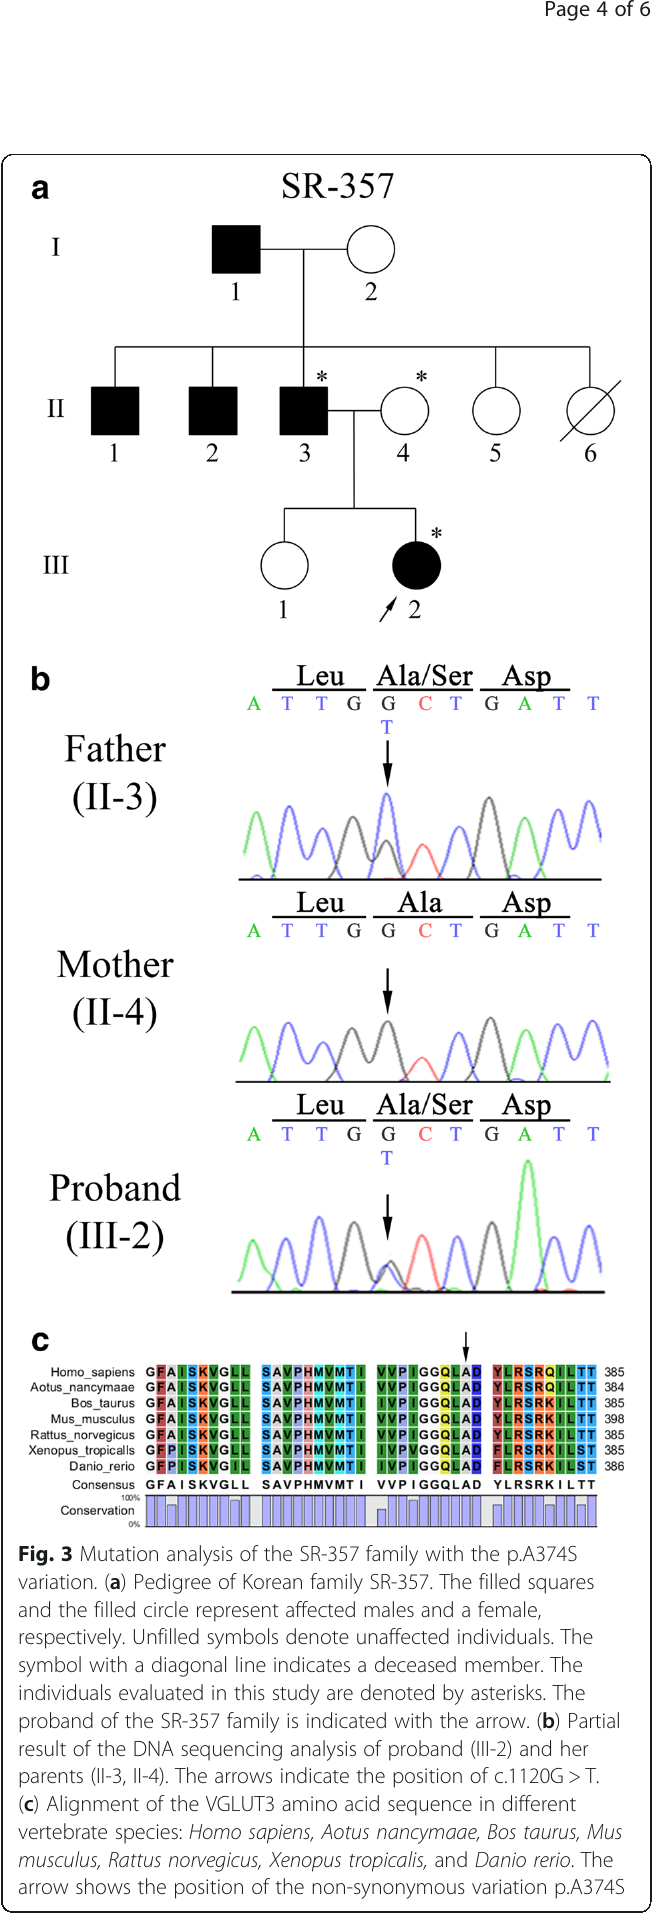 Page 4 of 6
a
SR-357
I
1 2
* *
II
1 2 3 4 5 6
*
III
1 2
b
Leu Ala/Ser Asp
A T T G G C T G A T T
T
Father
(II-3)
Leu Ala Asp
A T T G G C T G A T T
Mother
(II-4)
Leu Ala/Ser Asp
A T T G G C T G A T T
T
Proband
(III-2)
c
Homo_sapiens GFAISKVGLL SAVPHMVMTI VVPIGGQLAD YLRSRQILTT 385
Aotus_nancymaae GFAISKVGLL SAVPHMVMTI VVPIGGQLAD YLRSRQILTT 384
Bos_taurus GFAISKVGLL SAVPHMVMTI IVPIGGQLAD YLRSRKILTT 385
Mus_musculus GFAISKVGLL SAVPHMVMTI VVPIGGQLAD YLRSRKILTT 398
Rattus_norvegicus GFAISKVGLL SAVPHMVMTI VVPIGGQLAD YLRSRKILTT 385
Xenopus_tropicalls GFPISKVGLL SAVPHMVMTI IVPVGGQLAD FLRSRKILST 385
Danio_rerio GFPISKVGIL SAVPHMVMTI IVPIGGQLAD FLRSRKILST 386
Consensus GFAISKVGLL SAVPHMVMTI VVPIGGQLAD YLRSRKILTT
100%
Conservation
0%
Fig. 3 Mutation analysis of the SR-357 family with the p.A374S
variation. (a) Pedigree of Korean family SR-357. The filled squares
and the filled circle represent affected males and a female,
respectively. Unfilled symbols denote unaffected individuals. The
symbol with a diagonal line indicates a deceased member. The
individuals evaluated in this study are denoted by asterisks. The
proband of the SR-357 family is indicated with the arrow. (b) Partial
result of the DNA sequencing analysis of proband (III-2) and her
parents (II-3, II-4). The arrows indicate the position of c.1120G > T.
(c) Alignment of the VGLUT3 amino acid sequence in different
vertebrate species: Homo sapiens, Aotus nancymaae, Bos taurus, Mus
musculus, Rattus norvegicus, Xenopus tropicalis, and Danio rerio. The
arrow shows the position of the non-synonymous variation p.A374S